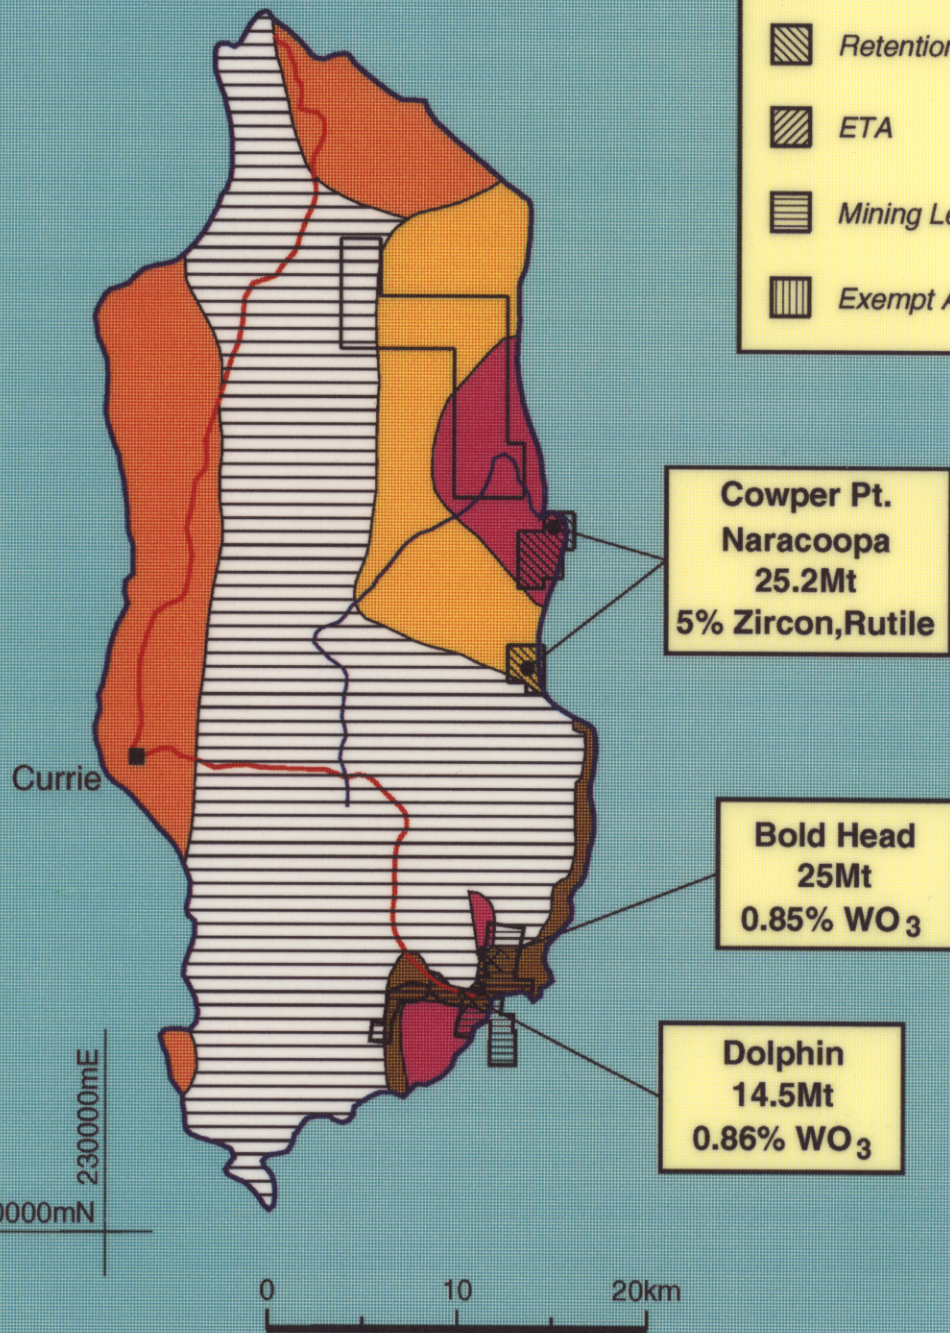 Retention
ETA
Mining Le
Exempt A
Cowper Pt.
Naracoopa
25.2Mt
5% Zircon,Rutile
Bold Head
25Mt
0.85% WO3
Currie
Dolphin
14.5Mt
0.86% WO3
230000mE
0000mN
0 10 20km